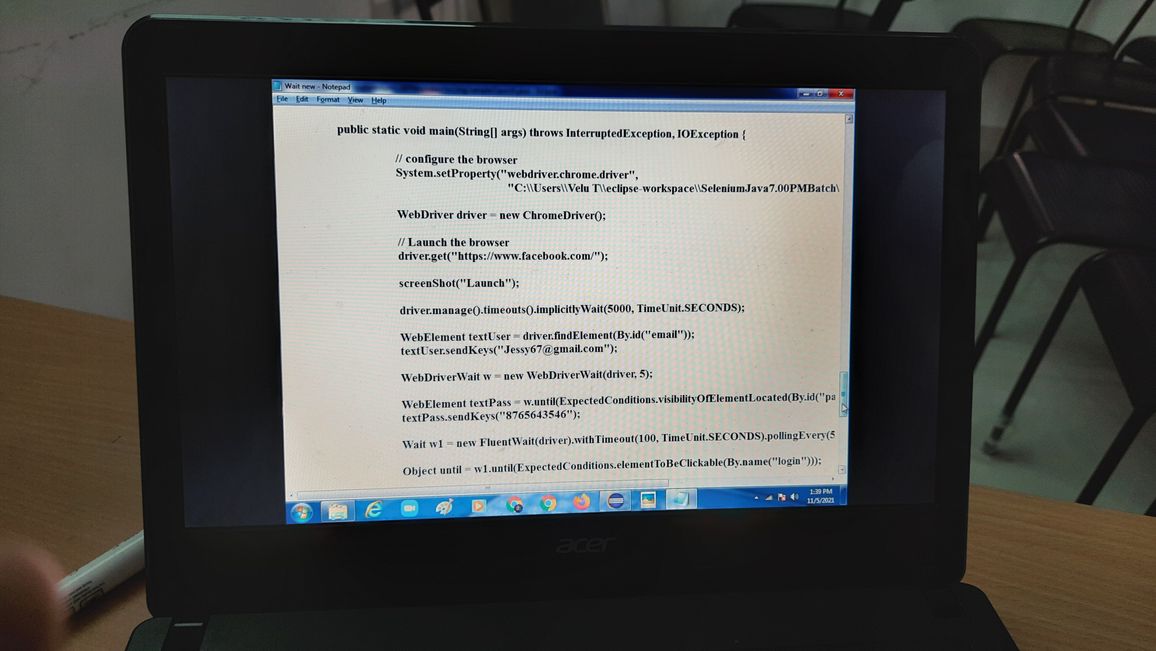 Wait new - Notepad
File Edit Format View Help
public static void main(String[] args) throws InterruptedException, IOException {
// configure the browser
System.setProperty("webdriver.chrome.driver",
"C:\\Users\\Velu T\\eclipse-workspace\\SeleniumJava7.00PMBatch\
WebDriver driver = new ChromeDriver();
// Launch the browser
driver.get("https://www.facebook.com/");
screenShot("Launch");
driver.manage().timeouts().implicitlyWait(5000, TimeUnit.SECONDS);
WebElement textUser = driver.findElement(By.id("email"));
textUser.sendKeys("Jessy67@gmail.com");
WebDriverWait w = new WebDriverWait(driver, 5);
WebElement textPass = w.until(ExpectedConditions.visibilityOfElementLocated(By.id("pa
textPass.sendKeys("8765643546");
Wait w1 = new FluentWait(driver).withTimeout(100, TimeUnit.SECONDS).pollingEvery(5
Object until = w1.until(ExpectedConditions.elementToBeClickable(By.name("login")));
1:39 PM
11/5/2021
acer